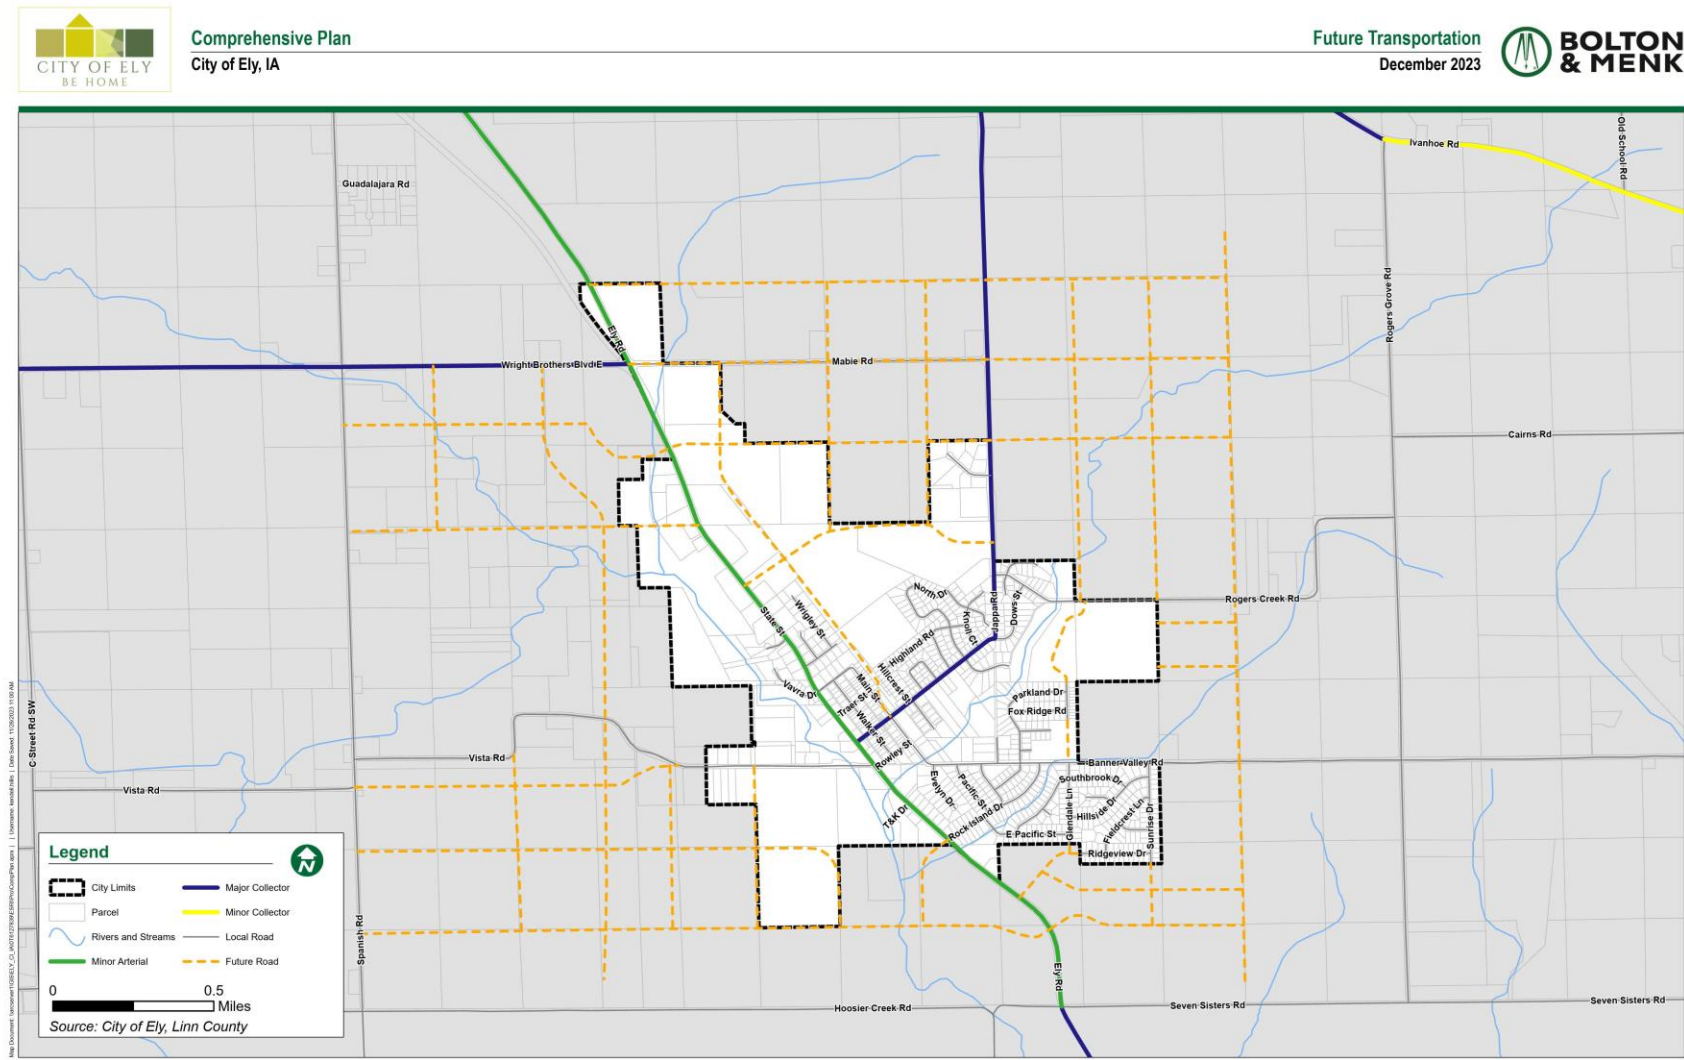 CITY OF ELY
BE HOME
Comprehensive Plan
City of Ely, IA
Future Transportation
December 2023
BOLTON
& MENK
Ivanhoe Rd
Old School Rd
Guadalajara Rd
Rogers Grove Rd
Ely Rd
Wright Brothers Blvd E
Mabie Rd
Cairns Rd
North Dr
Knoll Ct
Jappa Rd
Dows St
Rogers Creek Rd
State St
Wrigley St
Highland Rd
Hillcrest St
Main St
Vavra Dr
Traer St
Walker St
Rowley St
Parkland Dr
Fox Ridge Rd
C Street Rd SW
Vista Rd
Vista Rd
Banner Valley Rd
Evelyn Dr
Pacific St
Southbrook Dr
Glendale Ln
Hillside Dr
Fieldcrest Ln
Sunrise Dr
T&K Dr
Rock Island Dr
E Pacific St
Ridgeview Dr
Spanish Rd
Ely Rd
Hoosier Creek Rd
Seven Sisters Rd
Seven Sisters Rd
Legend
N
City Limits
Major Collector
Parcel
Minor Collector
Rivers and Streams
Local Road
Minor Arterial
Future Road
0
0.5
Miles
Source: City of Ely, Linn County